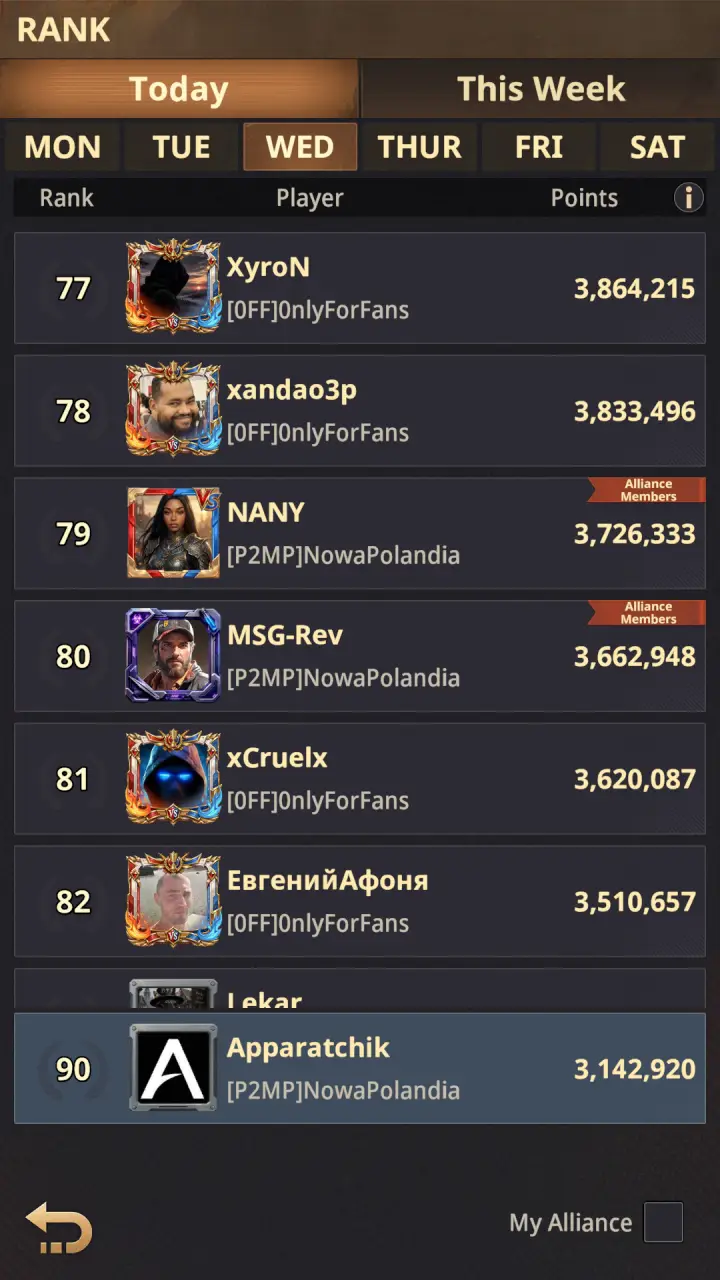 RANK
Today
This Week
MON TUE WED THUR FRI SAT
Rank Player Points i
77 XyroN 3,864,215
[0FF]0nlyForFans
78 xandao3p 3,833,496
[0FF]0nlyForFans
Alliance
Members
79 NANY 3,726,333
[P2MP]NowaPolandia
Alliance
Members
80 MSG-Rev 3,662,948
[P2MP]NowaPolandia
81 xCruelx 3,620,087
[0FF]0nlyForFans
82 ЕвгенийАфоня 3,510,657
[0FF]0nlyForFans
Lekar
90 Apparatchik 3,142,920
[P2MP]NowaPolandia
My Alliance